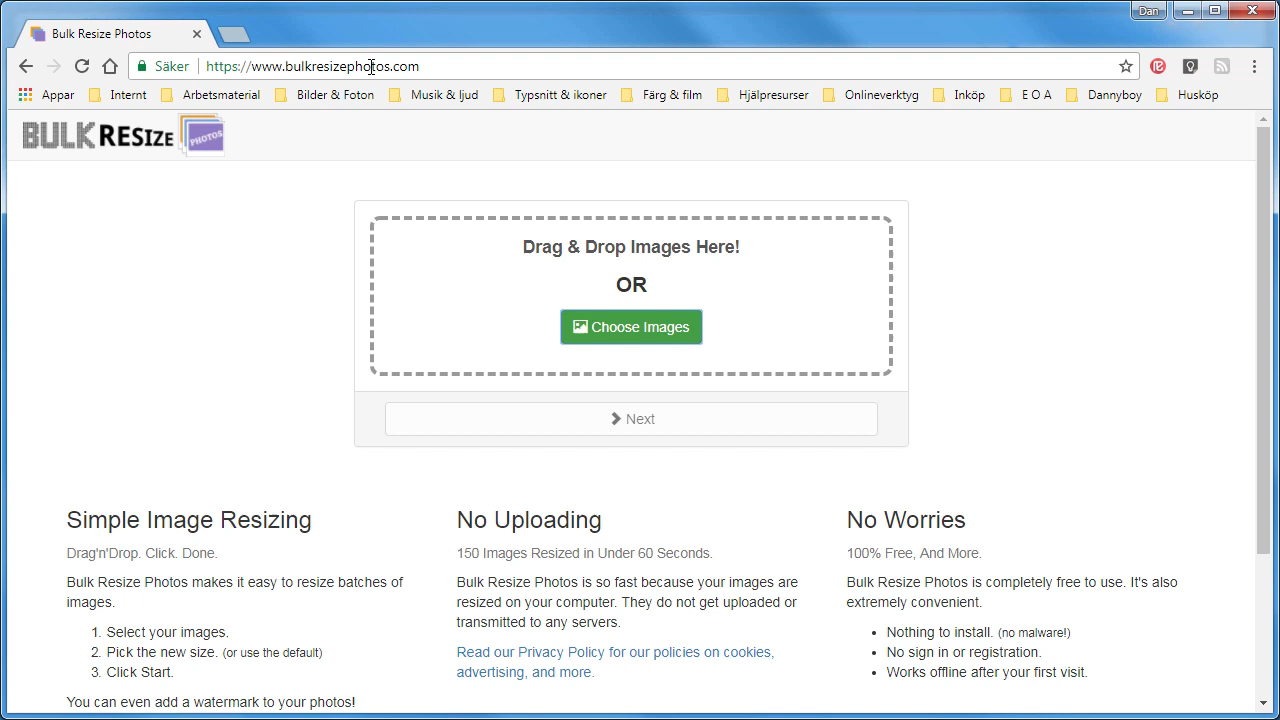 Dan
Bulk Resize Photos
Säker https://www.bulkresizephotos.com
Appar Internt Arbetsmaterial Bilder & Foton Musik & ljud Typsnitt & ikoner Färg & film Hjälpresurser Onlineverktyg Inköp E O A Dannyboy Husköp
BULK RESIZE PHOTOS
Drag & Drop Images Here!
OR
Choose Images
Next
Simple Image Resizing
Drag'n'Drop. Click. Done.
Bulk Resize Photos makes it easy to resize batches of
images.
1. Select your images.
2. Pick the new size. (or use the default)
3. Click Start.
You can even add a watermark to your photos!
No Uploading
150 Images Resized in Under 60 Seconds.
Bulk Resize Photos is so fast because your images are
resized on your computer. They do not get uploaded or
transmitted to any servers.
Read our Privacy Policy for our policies on cookies,
advertising, and more.
No Worries
100% Free, And More.
Bulk Resize Photos is completely free to use. It's also
extremely convenient.
• Nothing to install. (no malware!)
• No sign in or registration.
• Works offline after your first visit.